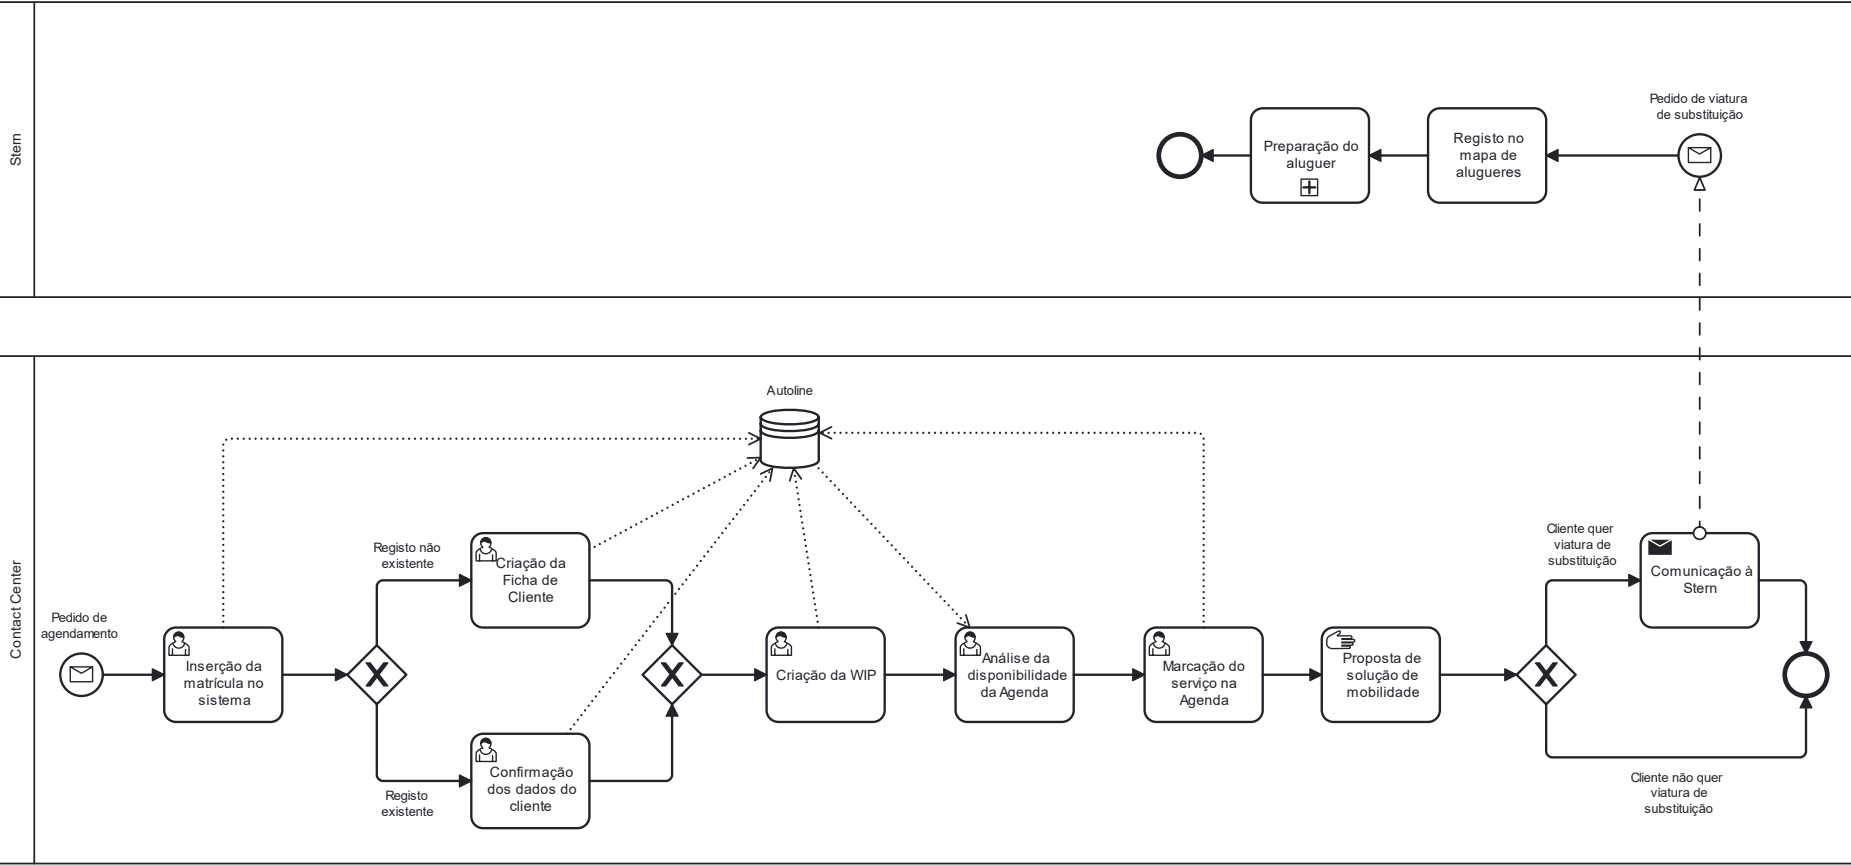 Stern
Pedido de viatura
de substituição
Registo no
mapa de
alugueres
Preparação do
aluguer
Contact Center
Autoline
Pedido de
agendamento
Inserção da
matrícula no
sistema
Registo não
existente
Criação da
Ficha de
Cliente
Registo
existente
Confirmação
dos dados do
cliente
Criação da WIP
Análise da
disponibilidade
da Agenda
Marcação do
serviço na
Agenda
Proposta de
solução de
mobilidade
Cliente quer
viatura de
substituição
Comunicação à
Stern
Cliente não quer
viatura de
substituição